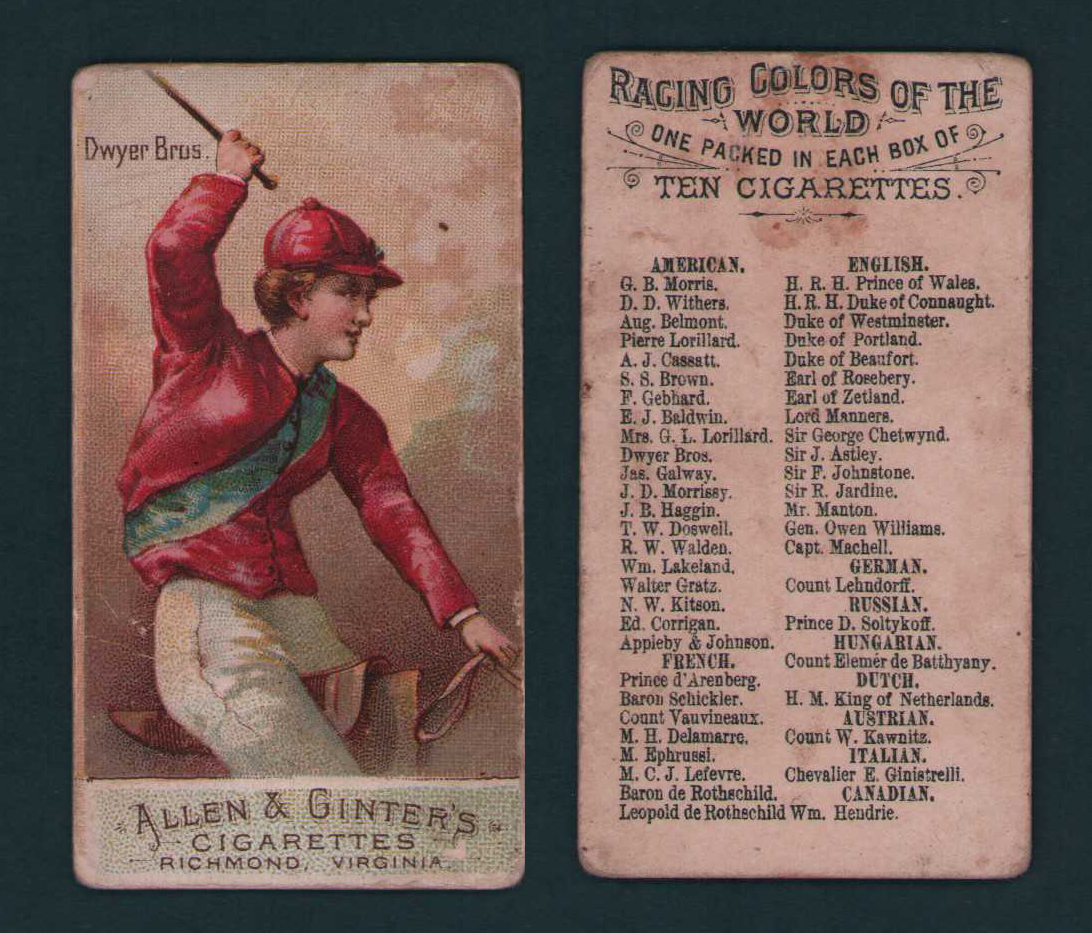 Dwyer Bros.
ALLEN & GINTER'S
CIGARETTES
RICHMOND, VIRGINIA
RACING COLORS OF THE
WORLD
ONE PACKED IN EACH BOX OF
TEN CIGARETTES.
AMERICAN.
G. B. Morris.
D. D. Withers.
Aug. Belmont.
Pierre Lorillard.
A. J. Cassatt.
S. S. Brown.
F. Gebhard.
E. J. Baldwin.
Mrs. G. L. Lorillard.
Dwyer Bros.
Jas. Galway.
J. D. Morrissy.
J. B. Haggin.
T. W. Doswell.
R. W. Walden.
Wm. Lakeland.
Walter Gratz.
N. W. Kitson.
Ed. Corrigan.
Appleby & Johnson.
FRENCH.
Prince d'Arenberg.
Baron Schickler.
Count Vauvineaux.
M. H. Delamarre.
M. Ephrussi.
M. C. J. Lefevre.
Baron de Rothschild.
Leopold de Rothschild
ENGLISH.
H. R. H. Prince of Wales.
H. R. H. Duke of Connaught.
Duke of Westminster.
Duke of Portland.
Duke of Beaufort.
Earl of Rosebery.
Earl of Zetland.
Lord Manners.
Sir George Chetwynd.
Sir J. Astley.
Sir F. Johnstone.
Sir R. Jardine.
Mr. Manton.
Gen. Owen Williams.
Capt. Machell.
GERMAN.
Count Lehndorff.
RUSSIAN.
Prince D. Soltykoff.
HUNGARIAN.
Count Elemér de Batthyany.
DUTCH.
H. M. King of Netherlands.
AUSTRIAN.
Count W. Kawnitz.
ITALIAN.
Chevalier E. Ginistrelli.
CANADIAN.
Wm. Hendrie.